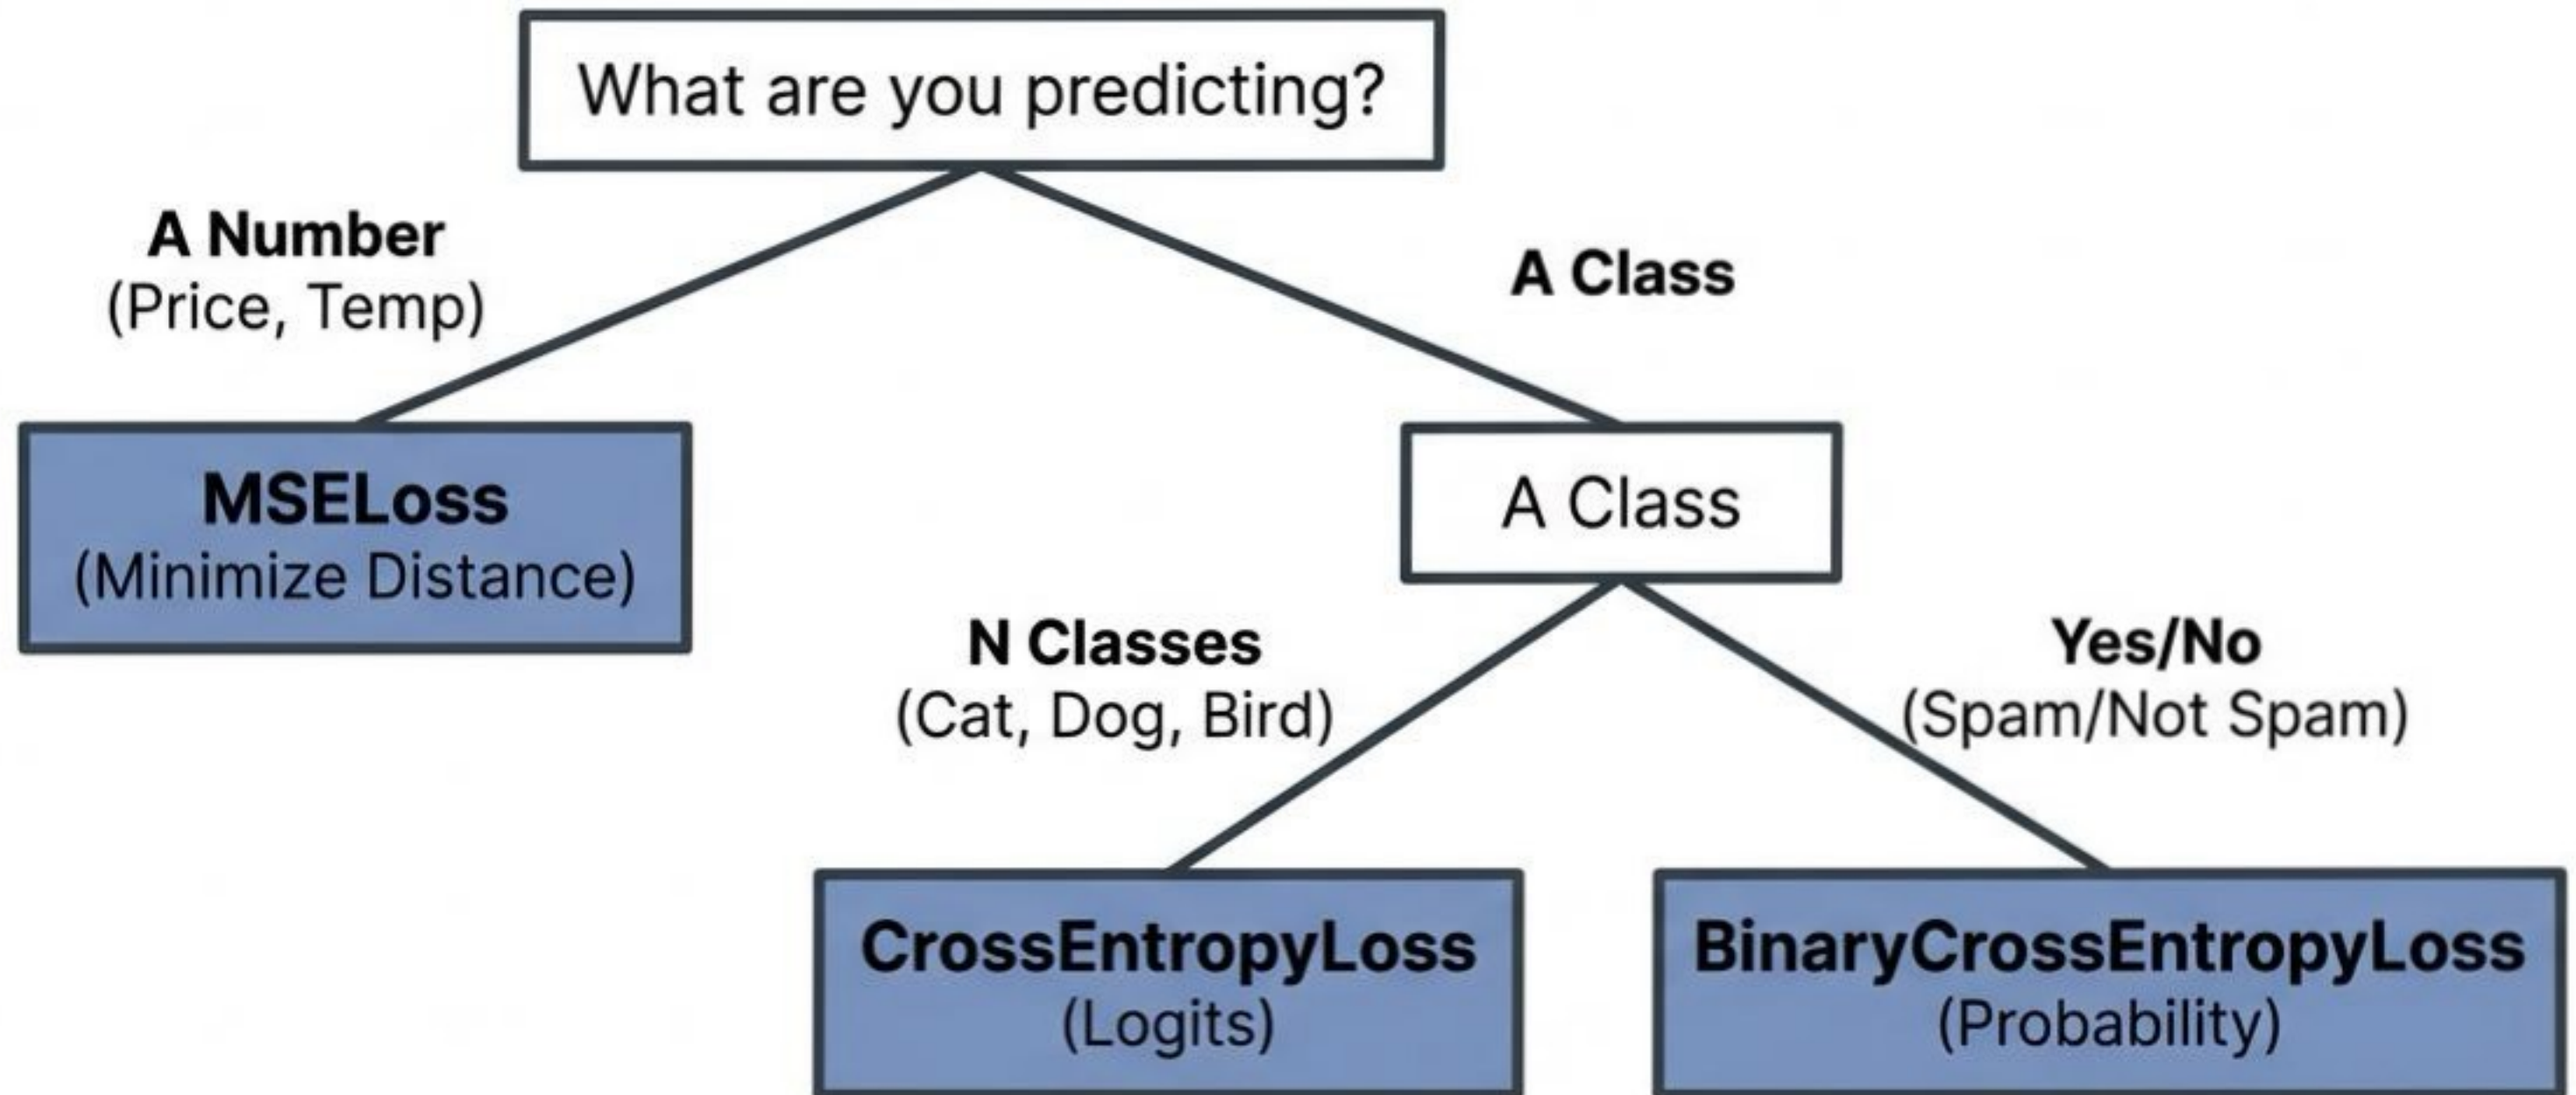 What are you predicting?
A Number
(Price, Temp)
A Class
MSELoss
(Minimize Distance)
A Class
N Classes
(Cat, Dog, Bird)
Yes/No
(Spam/Not Spam)
CrossEntropyLoss
(Logits)
BinaryCrossEntropyLoss
(Probability)